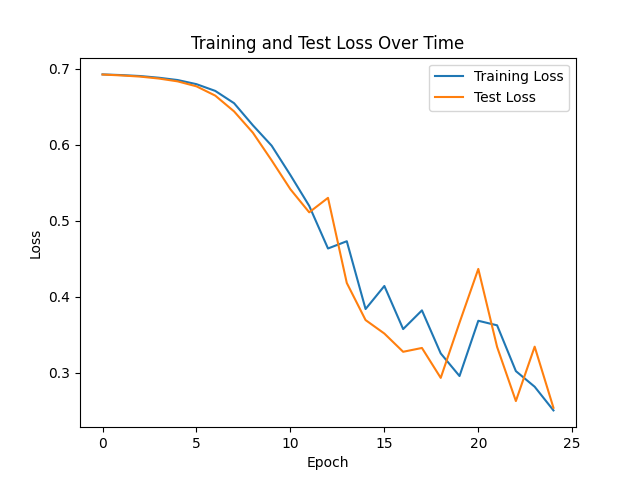 Training and Test Loss Over Time
Training Loss
Test Loss
Loss
0.7
0.6
0.5
0.4
0.3
0 5 10 15 20 25
Epoch